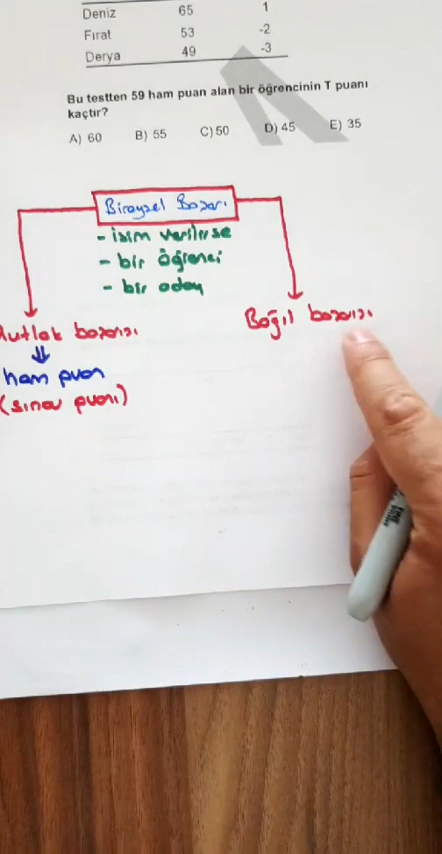 Deniz 65 1
Fırat 53 -2
Derya 49 -3
Bu testten 59 ham puan alan bir öğrencinin T puanı
kaçtır?
A) 60 B) 55 C) 50 D) 45 E) 35
Bireysel Başarı
- isim verilirse
- bir öğrenci
- bir aday
Mutlak başarısı
Bağıl başarısı
ham puan
(sınav puanı)